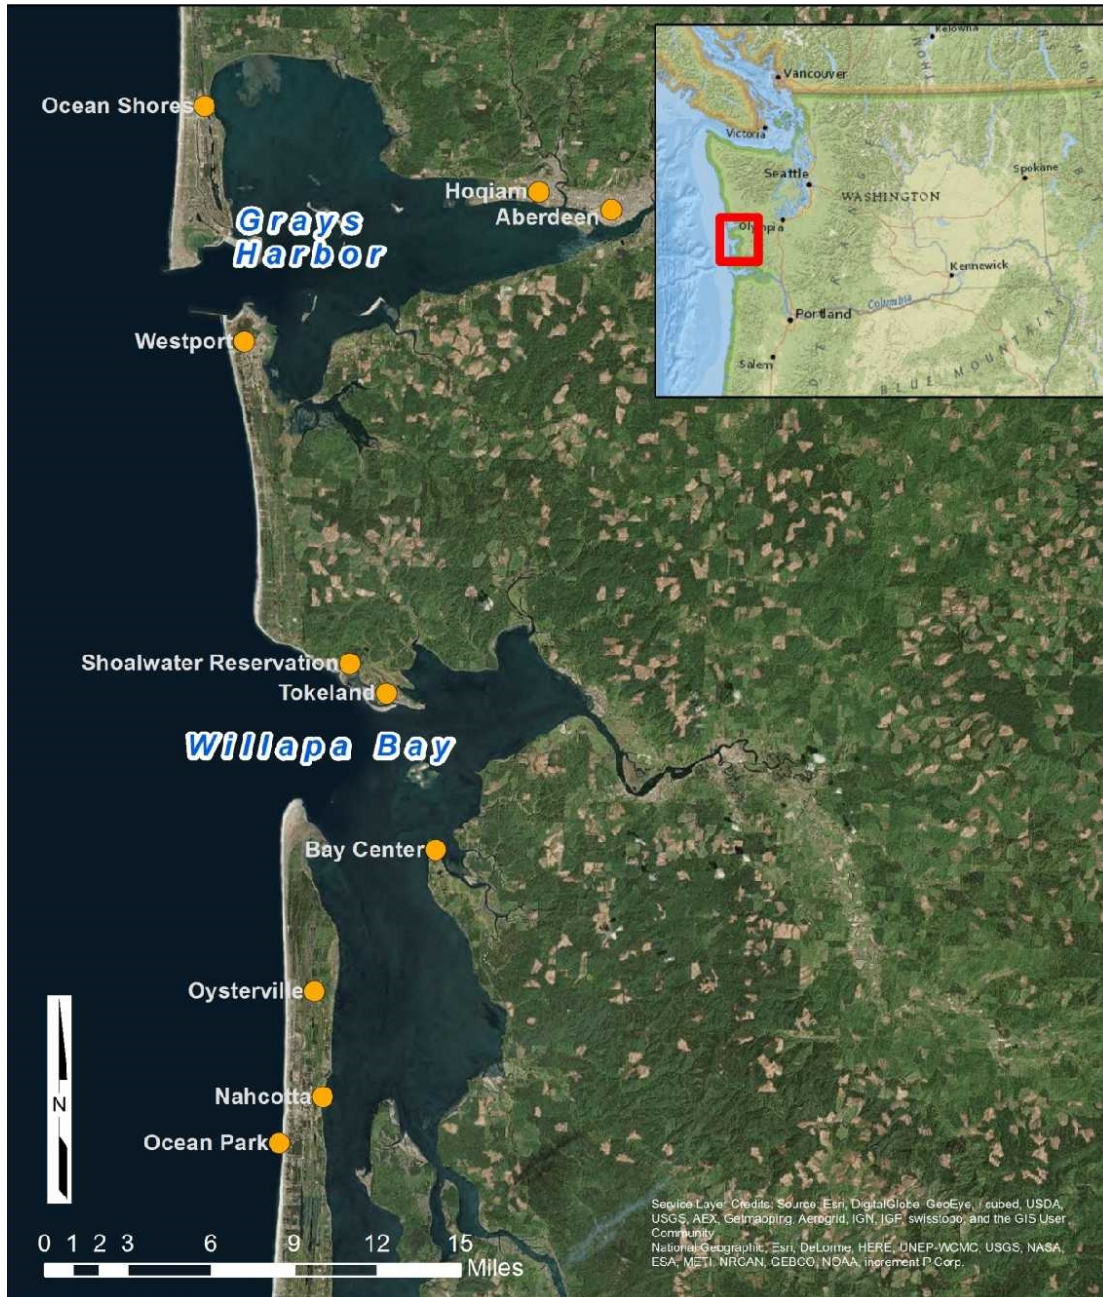 Ocean Shores
Hoqiam
Aberdeen
Grays
Harbor
Westport
Shoalwater Reservation
Tokeland
Willapa Bay
Bay Center
Oysterville
Nahcotta
Ocean Park
N
0 1 2 3 6 9 12 15
Miles
Kelowna
Vancouver
Victoria
Seattle
Spokane
WASHINGTON
Olympia
Kennewick
Columbia
Portland
Salem
BLUE MOUNTAINS
Service Layer Credits: Source: Esri, DigitalGlobe, GeoEye, i cubed, USDA,
USGS, AEX, Getmapping, Aerogrid, IGN, IGP, swisstopo, and the GIS User
Community
National Geographic, Esri, DeLorme, HERE, UNEP-WCMC, USGS, NASA,
ESA, METI, NRCAN, GEBCO, NOAA, increment P Corp.